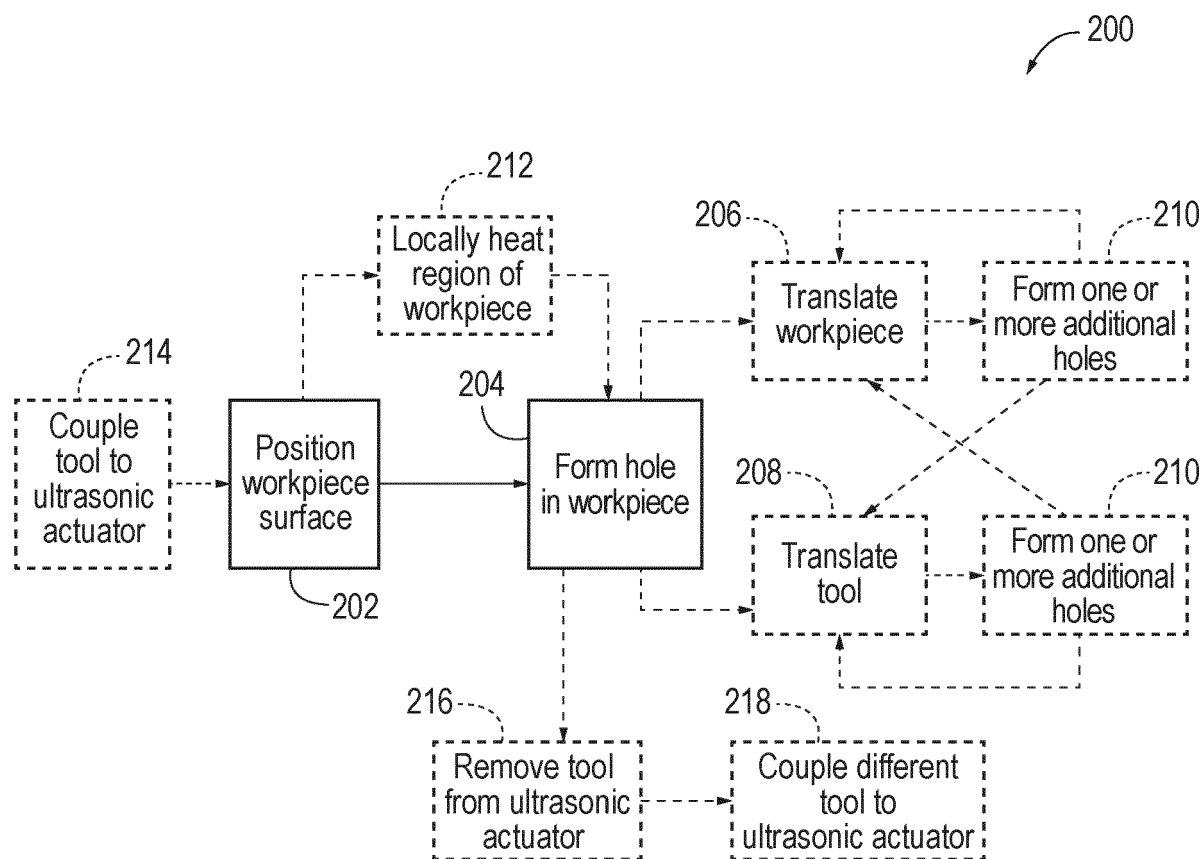 200
212
Locally heat
region of
workpiece
206
Translate
workpiece
210
Form one or
more additional
holes
214
Couple
tool to
ultrasonic
actuator
Position
workpiece
surface
202
204
Form hole
in workpiece
208
Translate
tool
210
Form one or
more additional
holes
216
Remove tool
from ultrasonic
actuator
218
Couple different
tool to
ultrasonic actuator